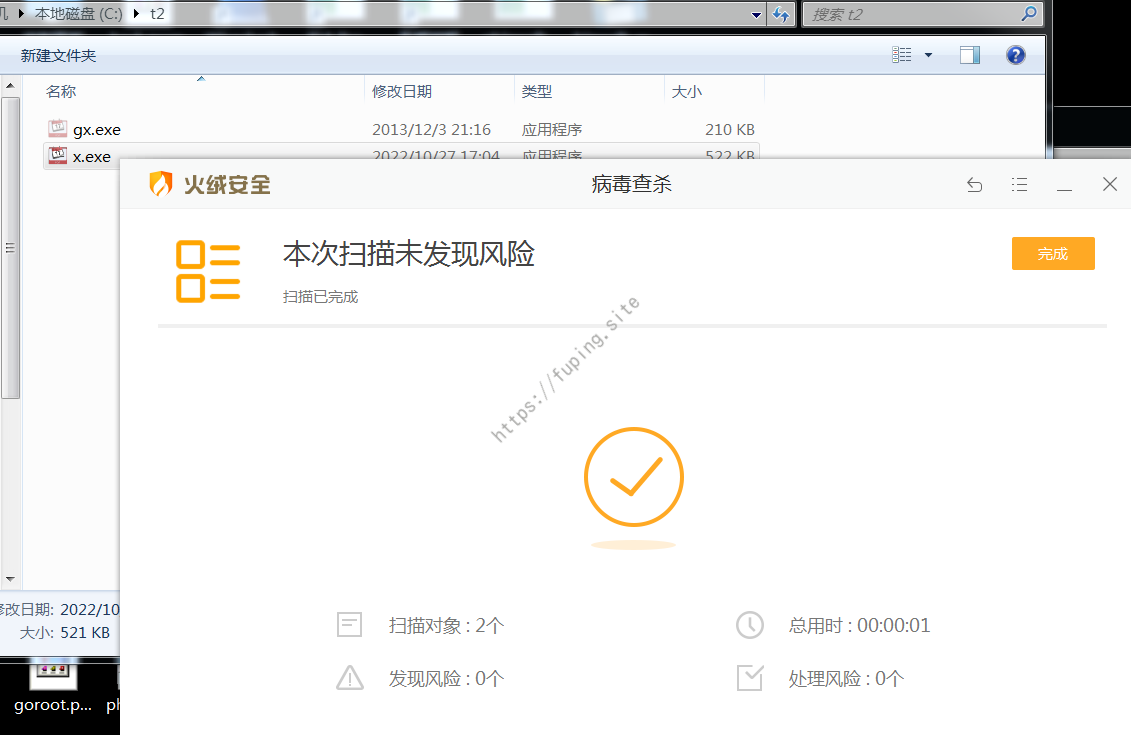 本地磁盘 (C:) t2
搜索 t2
新建文件夹
名称 修改日期 类型 大小
gx.exe 2013/12/3 21:16 应用程序 210 KB
x.exe 2022/10/27 17:04 应用程序 522 KB
火绒安全
病毒查杀
本次扫描未发现风险
完成
扫描已完成
https://fuping.site
扫描对象 : 2个
总用时 : 00:00:01
发现风险 : 0个
处理风险 : 0个
修改日期: 2022/10
大小: 521 KB
goroot.p...